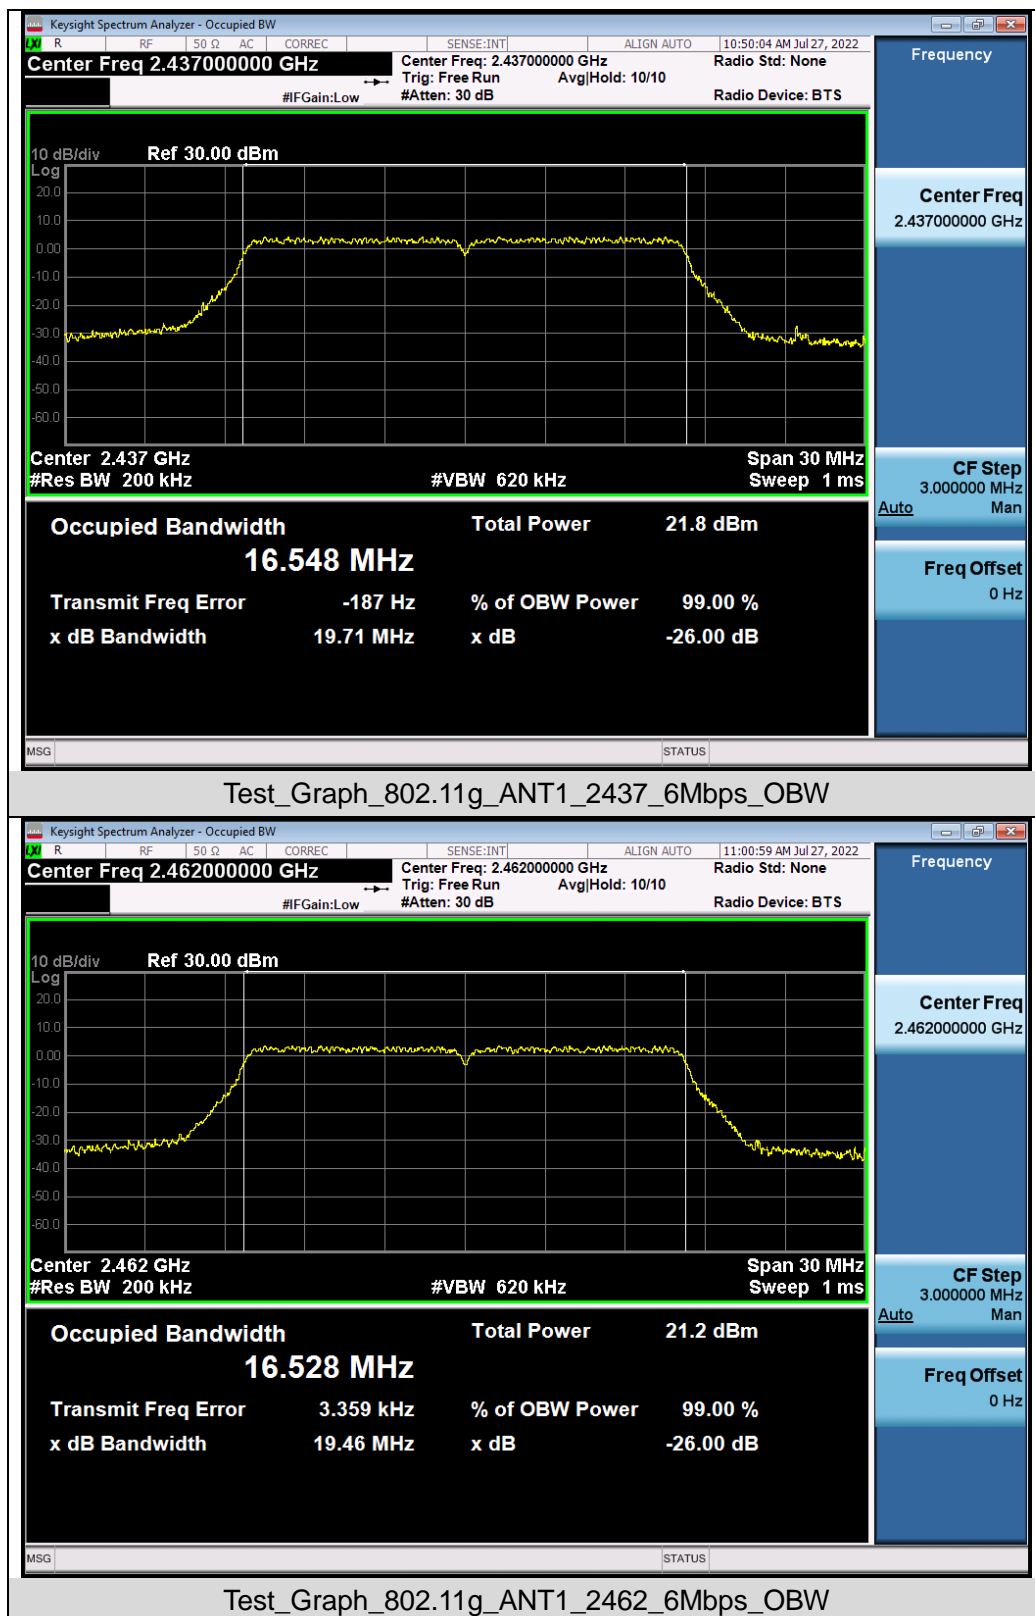 Keysight Spectrum Analyzer - Occupied BW
LXI R RF 50 Ω AC CORREC SENSE:INT ALIGN AUTO 10:50:04 AM Jul 27, 2022
Center Freq 2.437000000 GHz
Center Freq: 2.437000000 GHz
Radio Std: None
Trig: Free Run Avg|Hold: 10/10
#IFGain:Low
#Atten: 30 dB
Radio Device: BTS
10 dB/div Ref 30.00 dBm
Log
20.0
10.0
0.00
-10.0
-20.0
-30.0
-40.0
-50.0
-60.0
Center 2.437 GHz Span 30 MHz
#Res BW 200 kHz #VBW 620 kHz Sweep 1 ms
Occupied Bandwidth Total Power 21.8 dBm
16.548 MHz
Transmit Freq Error -187 Hz % of OBW Power 99.00 %
x dB Bandwidth 19.71 MHz x dB -26.00 dB
Frequency
Center Freq
2.437000000 GHz
CF Step
3.000000 MHz
Auto Man
Freq Offset
0 Hz
MSG STATUS
Test_Graph_802.11g_ANT1_2437_6Mbps_OBW
Keysight Spectrum Analyzer - Occupied BW
LXI R RF 50 Ω AC CORREC SENSE:INT ALIGN AUTO 11:00:59 AM Jul 27, 2022
Center Freq 2.462000000 GHz
Center Freq: 2.462000000 GHz
Radio Std: None
Trig: Free Run Avg|Hold: 10/10
#IFGain:Low
#Atten: 30 dB
Radio Device: BTS
10 dB/div Ref 30.00 dBm
Log
20.0
10.0
0.00
-10.0
-20.0
-30.0
-40.0
-50.0
-60.0
Center 2.462 GHz Span 30 MHz
#Res BW 200 kHz #VBW 620 kHz Sweep 1 ms
Occupied Bandwidth Total Power 21.2 dBm
16.528 MHz
Transmit Freq Error 3.359 kHz % of OBW Power 99.00 %
x dB Bandwidth 19.46 MHz x dB -26.00 dB
Frequency
Center Freq
2.462000000 GHz
CF Step
3.000000 MHz
Auto Man
Freq Offset
0 Hz
MSG STATUS
Test_Graph_802.11g_ANT1_2462_6Mbps_OBW